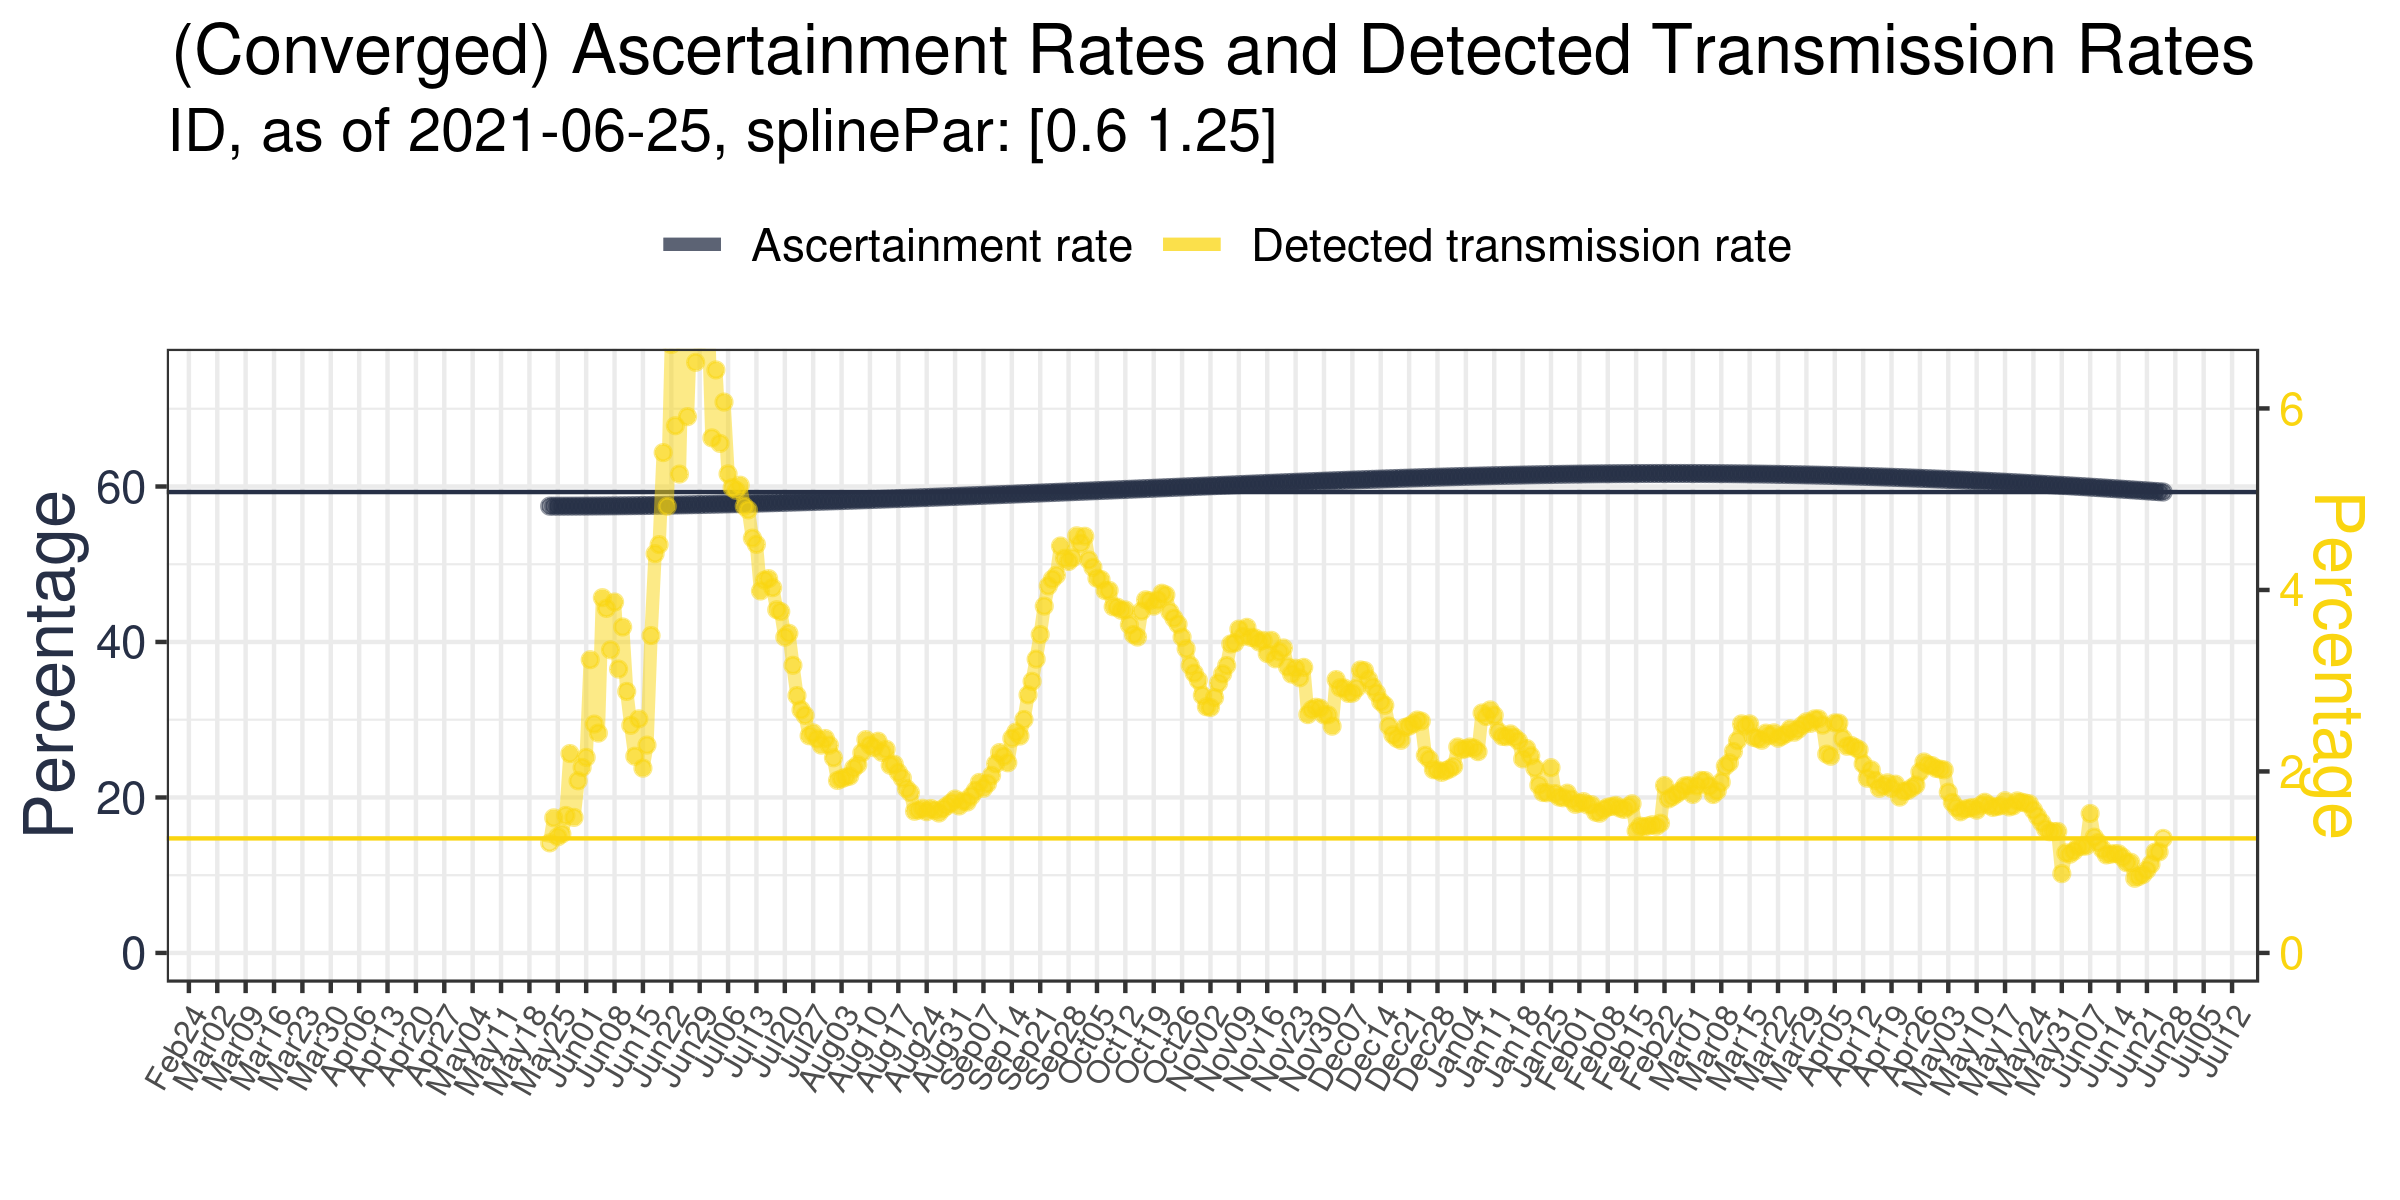 (Converged) Ascertainment Rates and Detected Transmission Rates
ID, as of 2021-06-25, splinePar: [0.6 1.25]
Ascertainment rate Detected transmission rate
Percentage
60
40
20
0
6
4
2
0
Percentage
Feb24 Mar02 Mar09 Mar16 Mar23 Mar30 Apr06 Apr13 Apr20 Apr27 May04 May11 May18 May25 Jun01 Jun08 Jun15 Jun22 Jun29 Jul06 Jul13 Jul20 Jul27 Aug03 Aug10 Aug17 Aug24 Aug31 Sep07 Sep14 Sep21 Sep28 Oct05 Oct12 Oct19 Oct26 Nov02 Nov09 Nov16 Nov23 Nov30 Dec07 Dec14 Dec21 Dec28 Jan04 Jan11 Jan18 Jan25 Feb01 Feb08 Feb15 Feb22 Mar01 Mar08 Mar15 Mar22 Mar29 Apr05 Apr12 Apr19 Apr26 May03 May10 May17 May24 May31 Jun07 Jun14 Jun21 Jun28 Jul05 Jul12